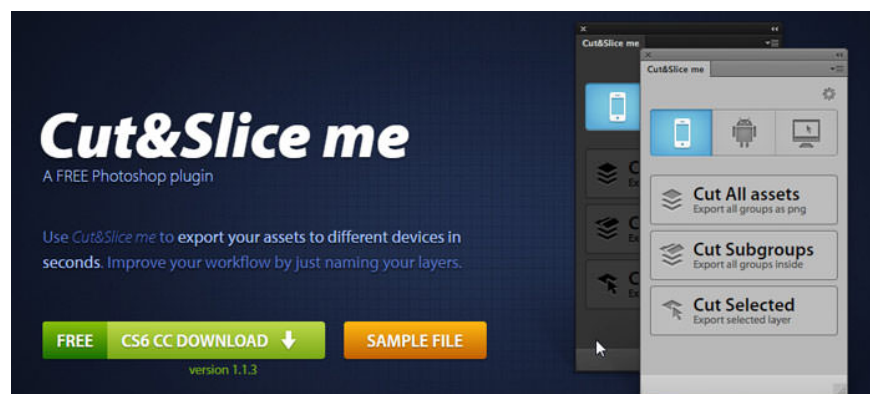 Cut&Slice me
A FREE Photoshop plugin
Use Cut&Slice me to export your assets to different devices in
seconds. Improve your workflow by just naming your layers.
FREE CS6 CC DOWNLOAD
SAMPLE FILE
version 1.1.3
Cut&Slice me
Cut&Slice me
Cut All assets
Export all groups as png
Cut Subgroups
Export all groups inside
Cut Selected
Export selected layer